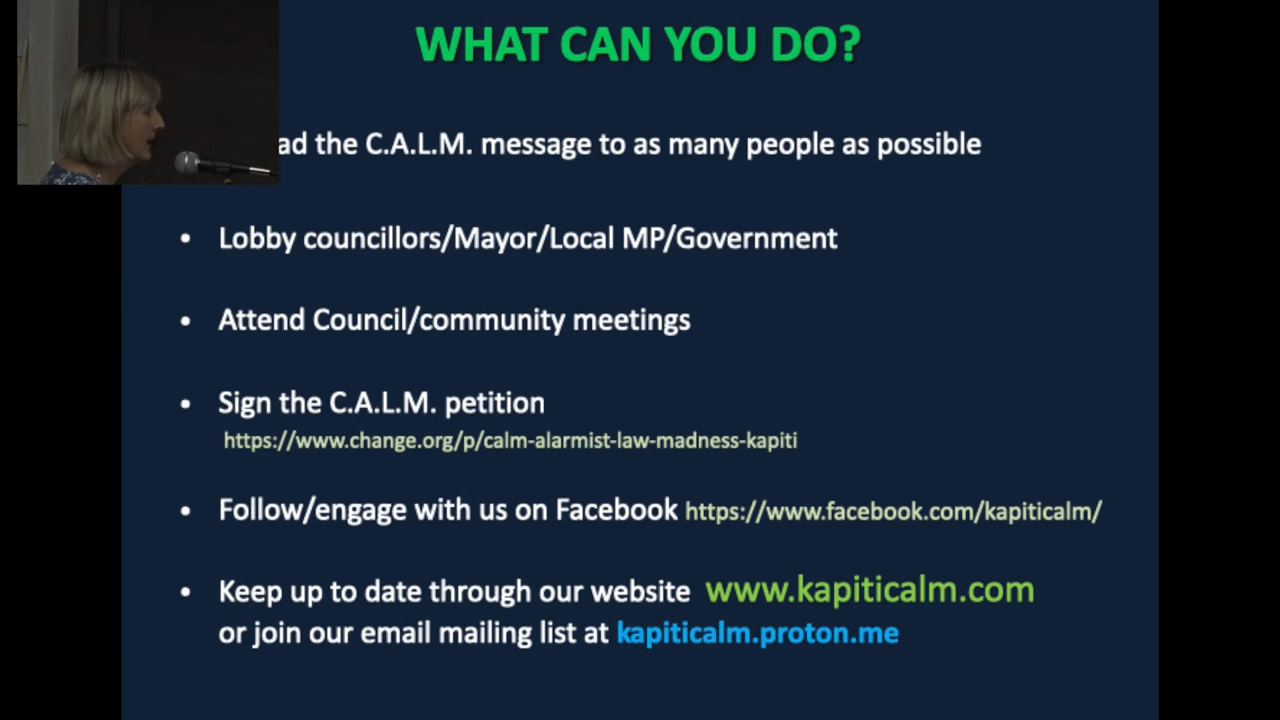 WHAT CAN YOU DO?
ad the C.A.L.M. message to as many people as possible
• Lobby councillors/Mayor/Local MP/Government
• Attend Council/community meetings
• Sign the C.A.L.M. petition
https://www.change.org/p/calm-alarmist-law-madness-kapiti
• Follow/engage with us on Facebook https://www.facebook.com/kapiticalm/
• Keep up to date through our website www.kapiticalm.com
or join our email mailing list at kapiticalm.proton.me